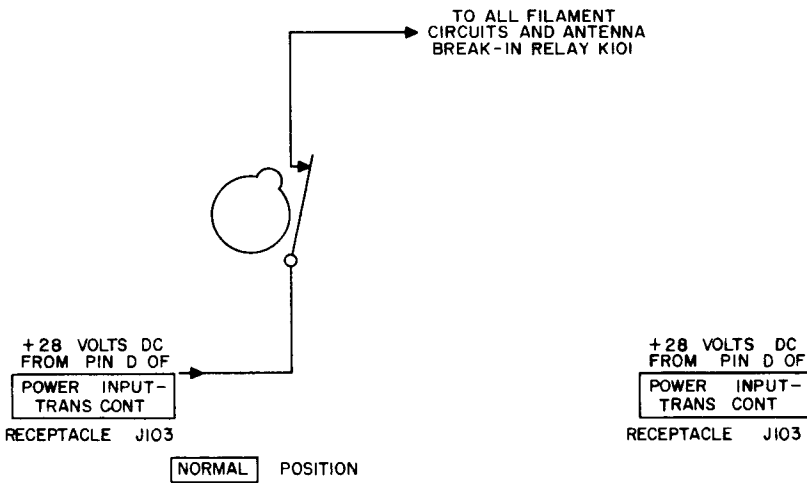 TO ALL FILAMENT
CIRCUITS AND ANTENNA
BREAK-IN RELAY K101
+28 VOLTS DC
FROM PIN D OF
POWER INPUT-
TRANS CONT
RECEPTACLE J103
NORMAL POSITION
+28 VOLTS DC
FROM PIN D OF
POWER INPUT-
TRANS CONT
RECEPTACLE J103